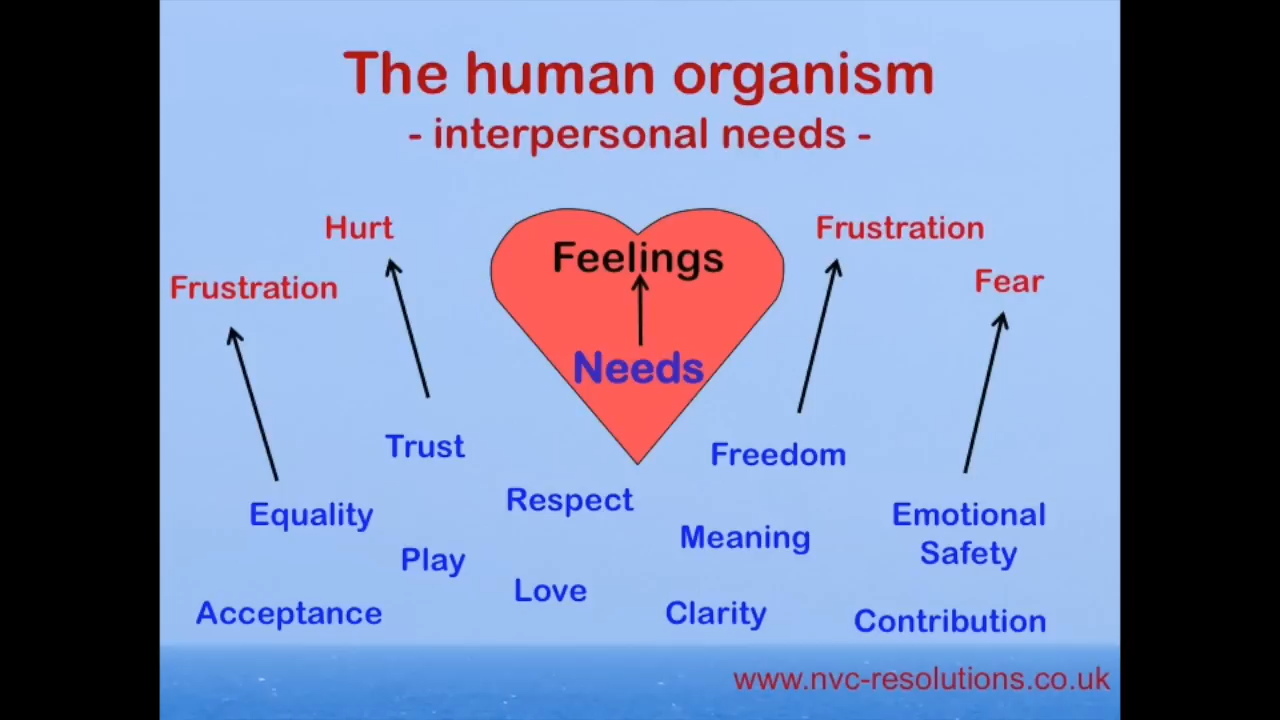 The human organism
- interpersonal needs -
Hurt
Frustration
Feelings
Frustration
Fear
Needs
Trust
Freedom
Respect
Equality
Emotional
Safety
Meaning
Play
Love
Acceptance
Clarity
Contribution
www.nvc-resolutions.co.uk